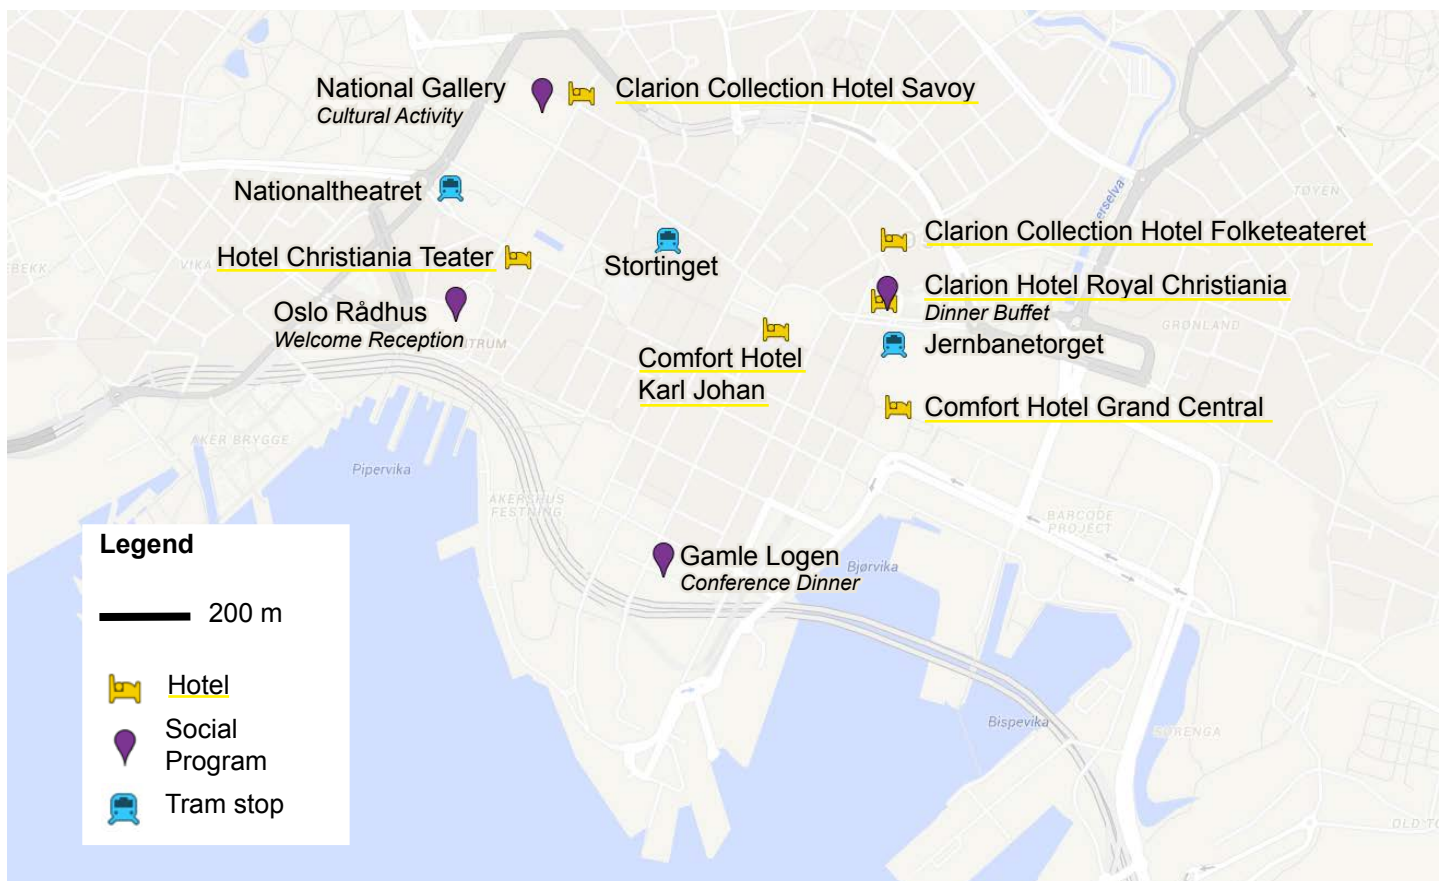 National Gallery
Cultural Activity
Clarion Collection Hotel Savoy
Nationaltheatret
TØYEN
Clarion Collection Hotel Folketeateret
Hotel Christiania Teater
Stortinget
VIKA
Clarion Hotel Royal Christiania
Dinner Buffet
Oslo Rådhus
Welcome Reception
GRØNLAND
Jernbanetorget
Comfort Hotel
Karl Johan
Comfort Hotel Grand Central
AKER BRYGGE
Pipervika
AKERSHUS
FESTNING
BARCODE
PROJECT
Legend
Gamle Logen
Conference Dinner
Bjørvika
200 m
Hotel
Social
Program
Bispevika
SØRENGA
Tram stop